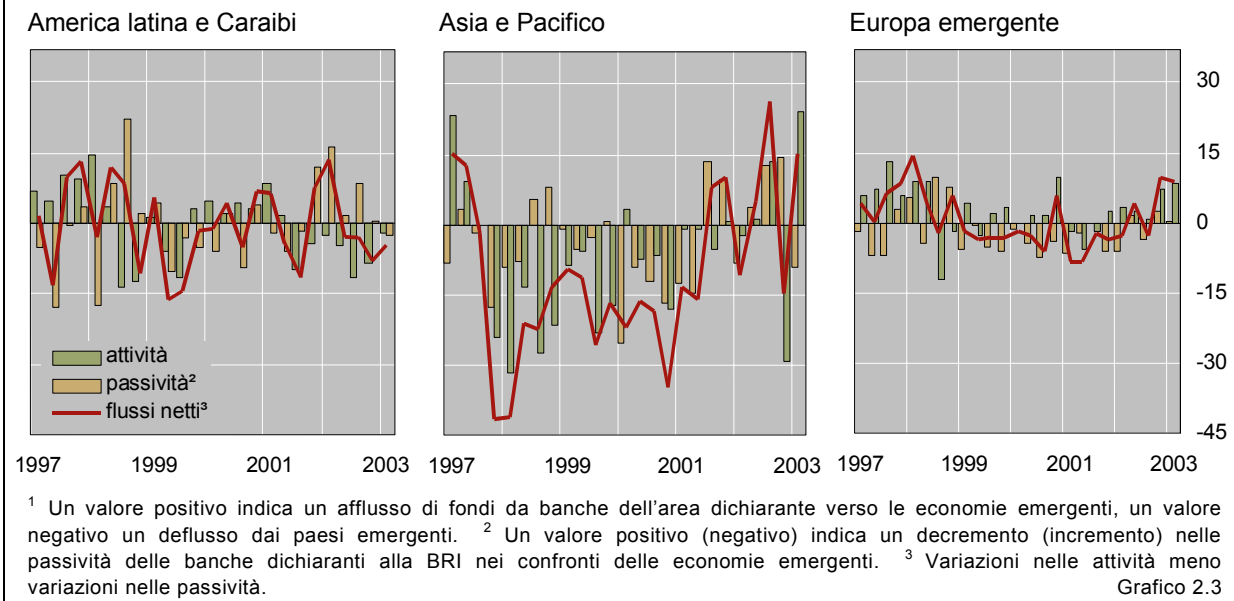 America latina e Caraibi
Asia e Pacifico
Europa emergente
30
15
0
-15
-30
-45
attività
passività²
flussi netti³
1997
1999
2001
2003
1997
1999
2001
2003
1997
1999
2001
2003
¹ Un valore positivo indica un afflusso di fondi da banche dell'area dichiarante verso le economie emergenti, un valore
negativo un deflusso dai paesi emergenti. ² Un valore positivo (negativo) indica un decremento (incremento) nelle
passività delle banche dichiaranti alla BRI nei confronti delle economie emergenti. ³ Variazioni nelle attività meno
variazioni nelle passività. Grafico 2.3